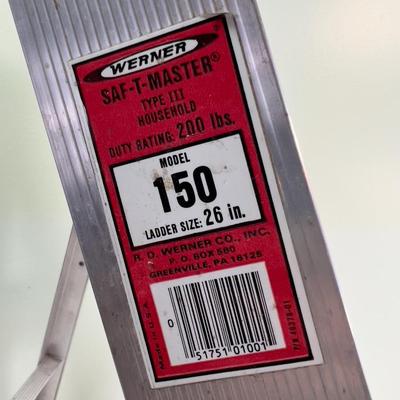 WERNER
SAF-T-MASTER®
TYPE III
HOUSEHOLD
DUTY RATING: 200 lbs.
MODEL
150
LADDER SIZE: 26 in.
R. D. WERNER CO., INC.
P. O. BOX 580
GREENVILLE, PA 16125
Made in U.S.A.
0 51751 01001